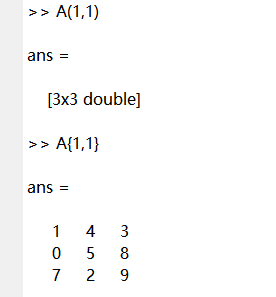 >> A(1,1)
ans =
[3x3 double]
>> A{1,1}
ans =
1 4 3
0 5 8
7 2 9